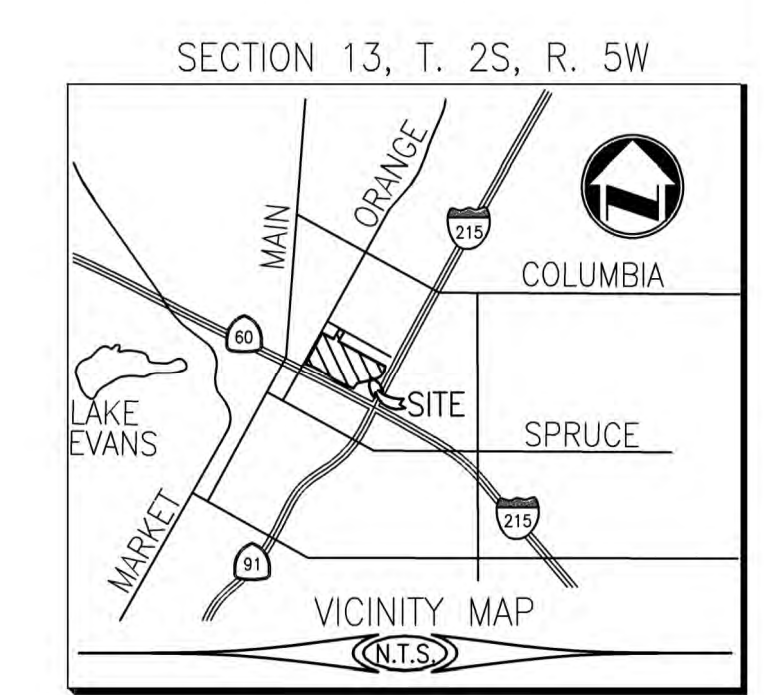 SECTION 13, T. 2S, R. 5W
MAIN
ORANGE
215
COLUMBIA
60
SITE
LAKE
EVANS
SPRUCE
215
MARKET
91
VICINITY MAP
N.T.S.